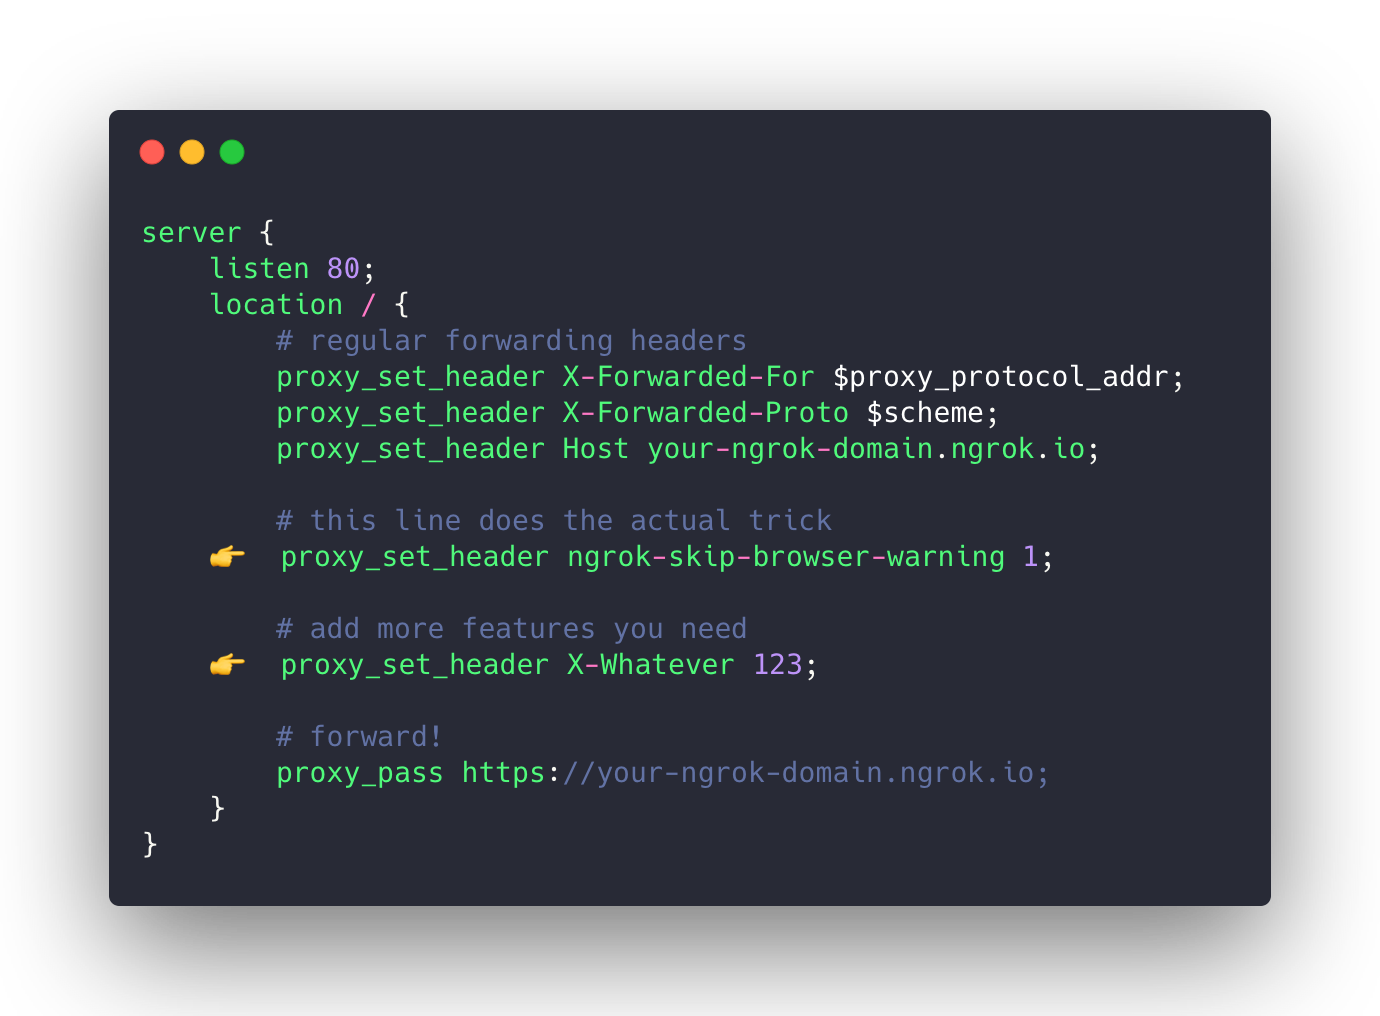 server {
    listen 80;
    location / {
        # regular forwarding headers
        proxy_set_header X-Forwarded-For $proxy_protocol_addr;
        proxy_set_header X-Forwarded-Proto $scheme;
        proxy_set_header Host your-ngrok-domain.ngrok.io;

        # this line does the actual trick
    👉  proxy_set_header ngrok-skip-browser-warning 1;

        # add more features you need
    👉  proxy_set_header X-Whatever 123;

        # forward!
        proxy_pass https://your-ngrok-domain.ngrok.io;
    }
}